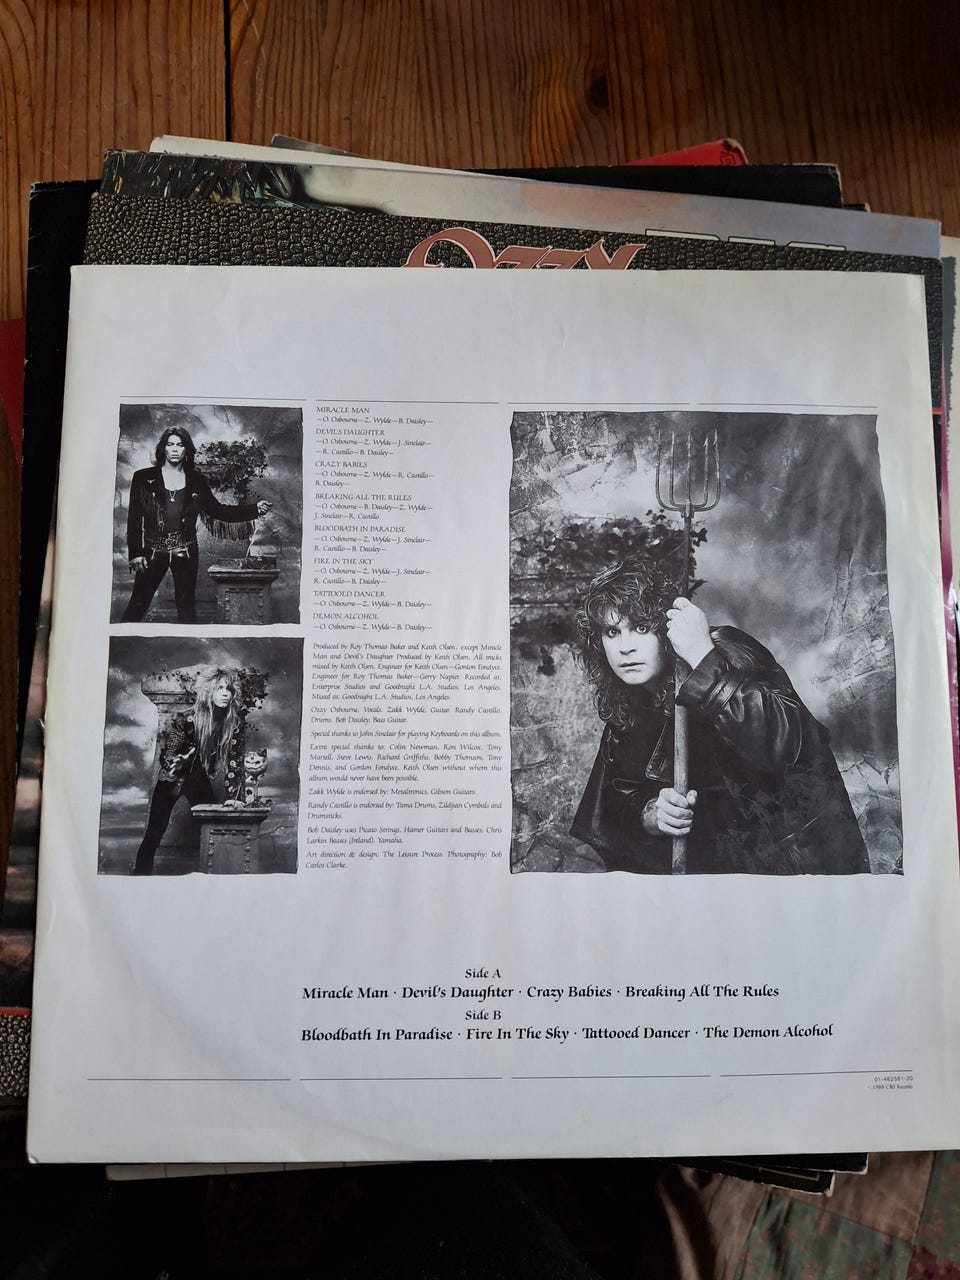 Ozzy
MIRACLE MAN
—O. Osbourne—Z. Wylde—B. Daisley—
DEVIL'S DAUGHTER
—O. Osbourne—Z. Wylde—J. Sinclair—
—R. Castillo—B. Daisley—
CRAZY BABIES
—O. Osbourne—Z. Wylde—R. Castillo—
B. Daisley—
BREAKING ALL THE RULES
—O. Osbourne—B. Daisley—Z. Wylde—
J. Sinclair—R. Castillo
BLOODBATH IN PARADISE
—O. Osbourne—Z. Wylde—J. Sinclair—
R. Castillo—B. Daisley—
FIRE IN THE SKY
—O. Osbourne—Z. Wylde—J. Sinclair—
R. Castillo—B. Daisley—
TATTOOED DANCER
—O. Osbourne—Z. Wylde—B. Daisley—
DEMON ALCOHOL
—O. Osbourne—Z. Wylde—B. Daisley—
Produced by Roy Thomas Baker and Keith Olsen, except Miracle
Man and Devil's Daughter Produced by Keith Olsen. All tracks
mixed by Keith Olsen. Engineer for Keith Olsen—Gordon Fordyce.
Engineer for Roy Thomas Baker—Gerry Napier. Recorded at:
Enterprise Studios and Goodnight L.A. Studios, Los Angeles.
Mixed at: Goodnight L.A. Studios, Los Angeles.
Ozzy Osbourne, Vocals. Zakk Wylde, Guitar. Randy Castillo,
Drums. Bob Daisley, Bass Guitar.
Special thanks to John Sinclair for playing Keyboards on this album.
Extra special thanks to: Colin Newman, Ron Wilcox, Tony
Martell, Steve Lewis, Richard Griffiths, Bobby Thomson, Tony
Dennis, and Gordon Fordyce, Keith Olsen without whom this
album would never have been possible.
Zakk Wylde is endorsed by: Metaltronics, Gibson Guitars.
Randy Castillo is endorsed by: Tama Drums, Zildjian Cymbals and
Drumsticks.
Bob Daisley uses Picato Strings, Hamer Guitars and Basses, Chris
Larkin Basses (Ireland), Yamaha.
Art direction & design: The Leisure Process. Photography: Bob
Carlos Clarke.
Side A
Miracle Man · Devil's Daughter · Crazy Babies · Breaking All The Rules
Side B
Bloodbath In Paradise · Fire In The Sky · Tattooed Dancer · The Demon Alcohol
01-462581-20
1988 CBS Records